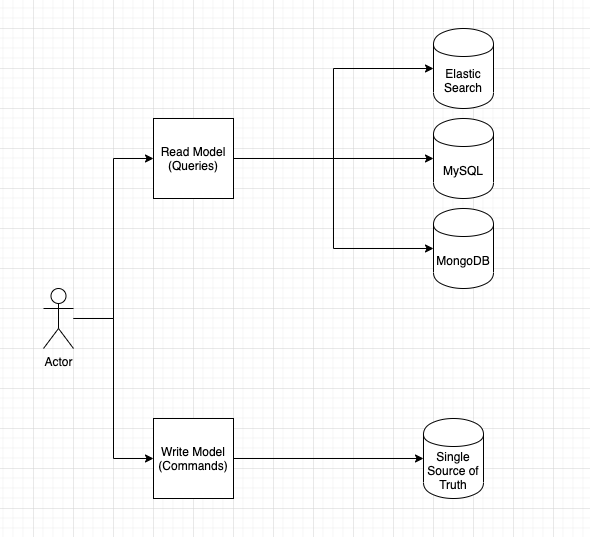 Elastic
Search
Read Model
(Queries)
MySQL
MongoDB
Actor
Write Model
(Commands)
Single
Source of
Truth